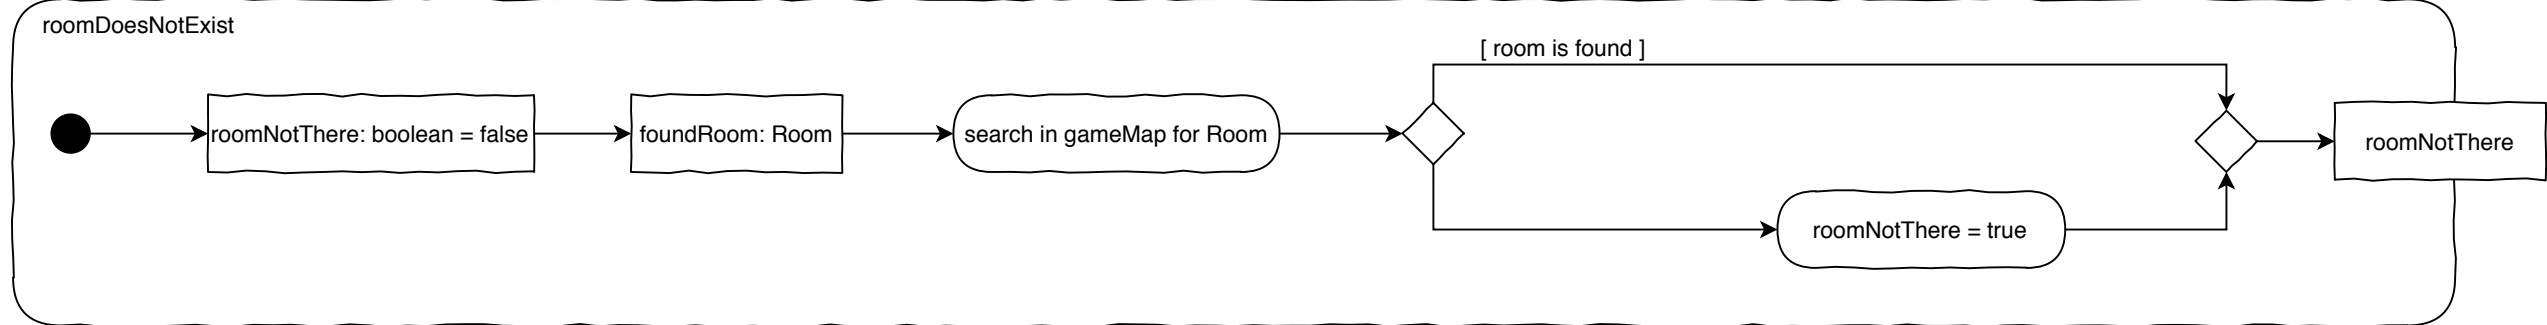 roomDoesNotExist
[ room is found ]
roomNotThere: boolean = false
foundRoom: Room
search in gameMap for Room
roomNotThere
roomNotThere = true